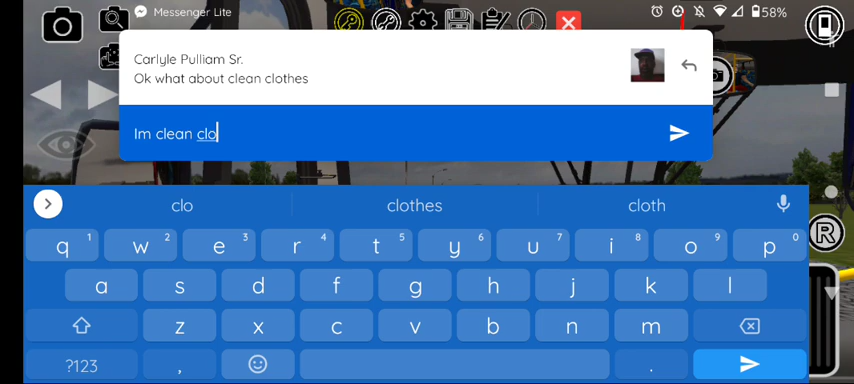 Messenger Lite
58%
Carlyle Pulliam Sr.
Ok what about clean clothes
Im clean clo
clo clothes cloth
q 1 w 2 e 3 r 4 t 5 y 6 u 7 i 8 o 9 p 0
a s d f g h j k l
z x c v b n m
?123 , .
R